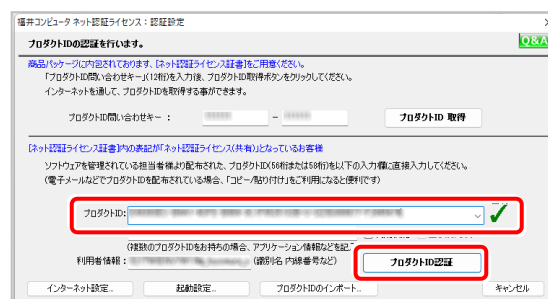 福井コンピュータ ネット認証ライセンス：認証設定
プロダクトIDの認証を行います。
Q&A
商品パッケージに内包されております、[ネット認証ライセンス証書]をご用意ください。
「プロダクトID問い合わせキー」(12桁)を入力後、プロダクトID取得ボタンをクリックしてください。
インターネットを通して、プロダクトIDを取得する事ができます。
プロダクトID問い合わせキー ：
-
プロダクトID 取得
[ネット認証ライセンス証書]内の表記が「ネット認証ライセンス(共有)」となっているお客様
ソフトウェアを管理されている担当者様より配布された、プロダクトID(56桁または58桁)を以下の入力欄に直接入力してください。
(電子メールなどでプロダクトIDを配布されている場合、「コピー/貼り付け」をご利用になると便利です)
プロダクトID:
(複数のプロダクトIDをお持ちの場合、アプリケーション情報などを記
利用者情報：
(識別名 内線番号など)
プロダクトID認証
インターネット設定...
起動設定...
プロダクトIDのインポート...
キャンセル